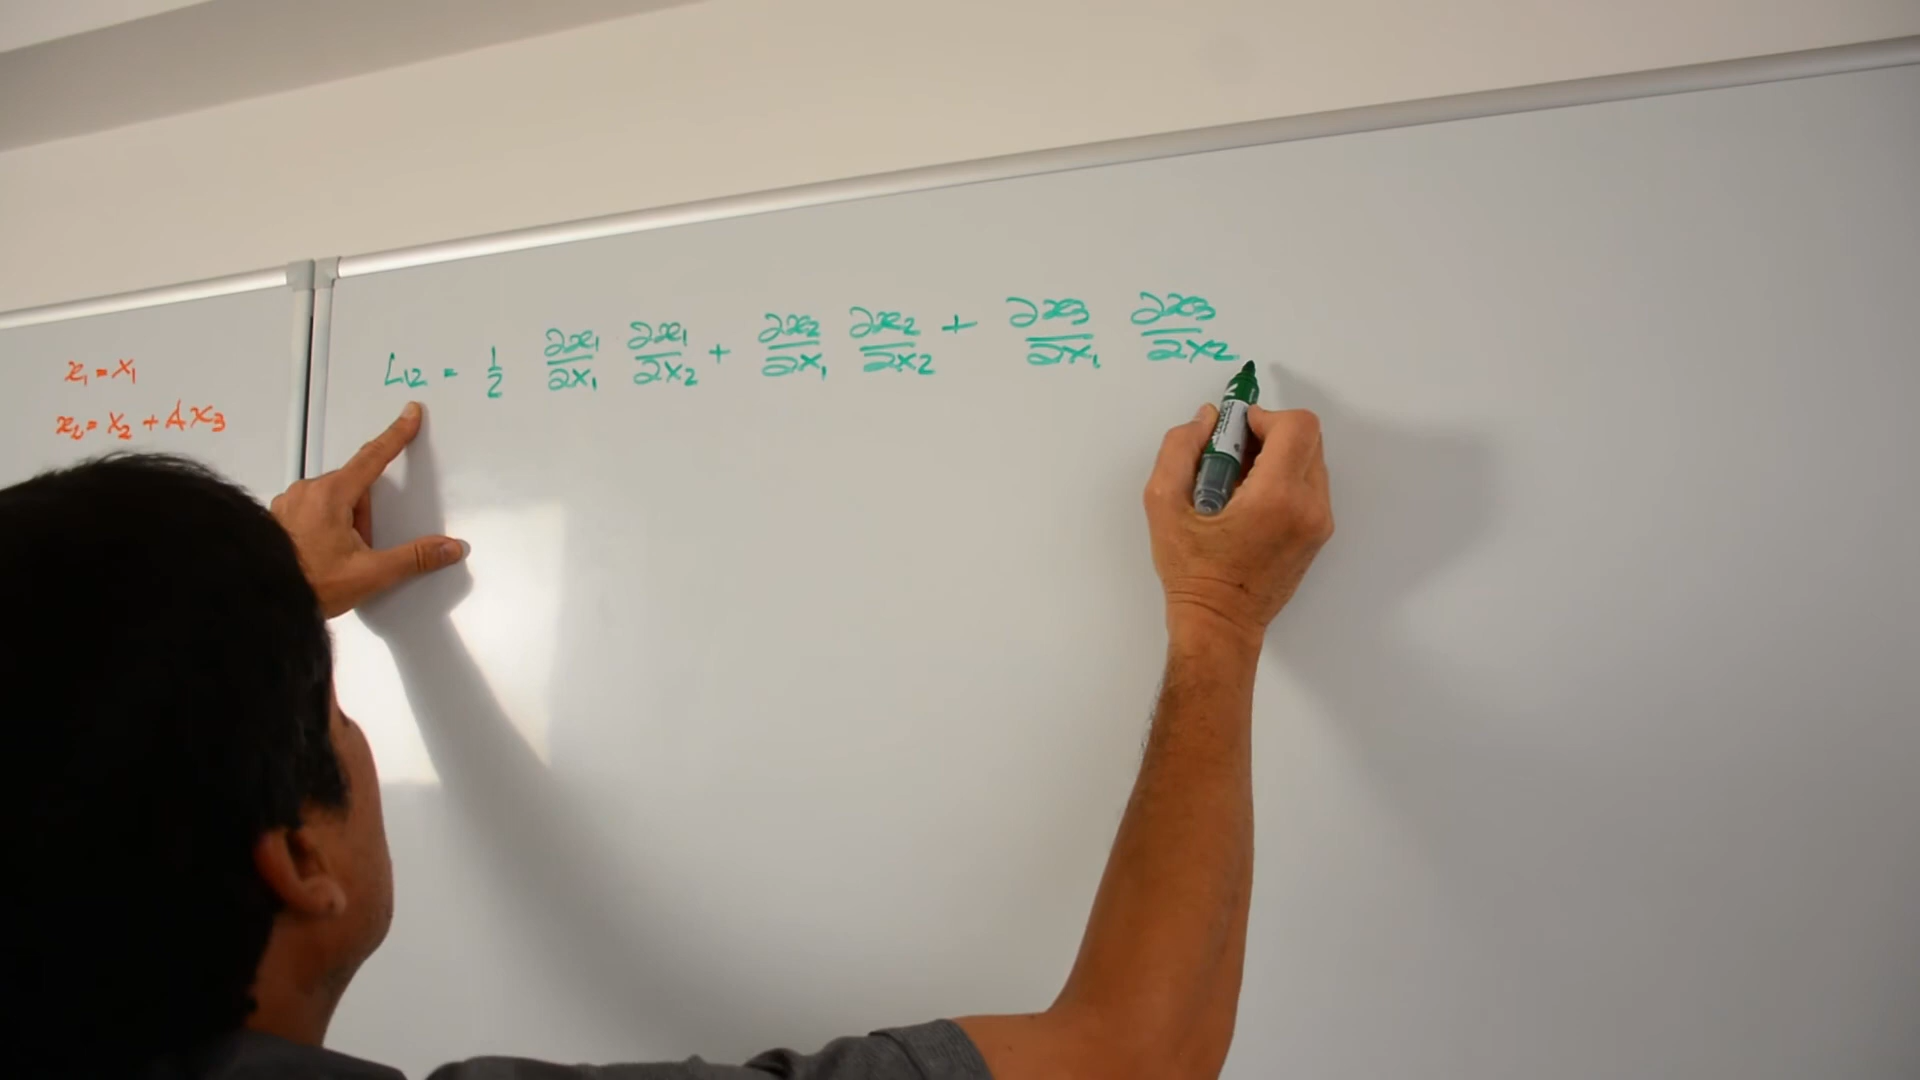 x₁ = X₁
x₂ = X₂ + A X₃
L₁₂ = 1/2 ∂x₁/∂X₁ ∂x₁/∂X₂ + ∂x₂/∂X₁ ∂x₂/∂X₂ + ∂x₃/∂X₁ ∂x₃/∂X₂